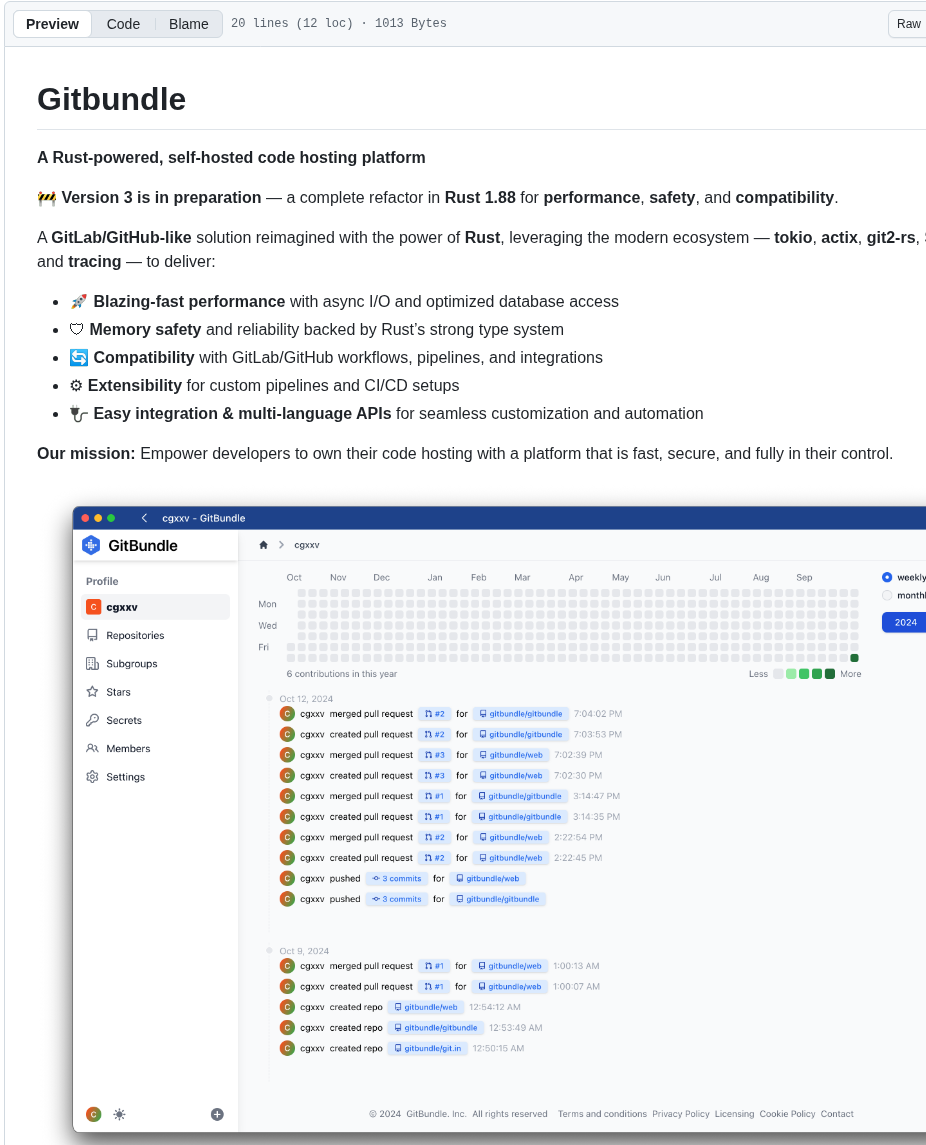 Preview Code Blame 20 lines (12 loc) · 1013 Bytes Raw
Gitbundle
A Rust-powered, self-hosted code hosting platform
🚧 Version 3 is in preparation — a complete refactor in Rust 1.88 for performance, safety, and compatibility.
A GitLab/GitHub-like solution reimagined with the power of Rust, leveraging the modern ecosystem — tokio, actix, git2-rs,
and tracing — to deliver:
• 🚀 Blazing-fast performance with async I/O and optimized database access
• 🛡 Memory safety and reliability backed by Rust’s strong type system
• 🔄 Compatibility with GitLab/GitHub workflows, pipelines, and integrations
• ⚙ Extensibility for custom pipelines and CI/CD setups
• 🔌 Easy integration & multi-language APIs for seamless customization and automation
Our mission: Empower developers to own their code hosting with a platform that is fast, secure, and fully in their control.
cgxxv - GitBundle
GitBundle
cgxxv
Profile
C cgxxv
Repositories
Subgroups
Stars
Secrets
Members
Settings
C
Oct Nov Dec Jan Feb Mar Apr May Jun Jul Aug Sep
Mon
Wed
Fri
weekly
2024
6 contributions in this year Less More
Oct 12, 2024
C cgxxv merged pull request #2 for gitbundle/gitbundle 7:04:02 PM
C cgxxv created pull request #2 for gitbundle/gitbundle 7:03:53 PM
C cgxxv merged pull request #3 for gitbundle/web 7:02:39 PM
C cgxxv created pull request #3 for gitbundle/web 7:02:30 PM
C cgxxv merged pull request #1 for gitbundle/gitbundle 3:14:47 PM
C cgxxv created pull request #1 for gitbundle/gitbundle 3:14:35 PM
C cgxxv merged pull request #2 for gitbundle/web 2:22:54 PM
C cgxxv created pull request #2 for gitbundle/web 2:22:45 PM
C cgxxv pushed 3 commits for gitbundle/web
C cgxxv pushed 3 commits for gitbundle/gitbundle
Oct 9, 2024
C cgxxv merged pull request #1 for gitbundle/web 1:00:13 AM
C cgxxv created pull request #1 for gitbundle/web 1:00:07 AM
C cgxxv created repo gitbundle/web 12:54:12 AM
C cgxxv created repo gitbundle/gitbundle 12:53:49 AM
C cgxxv created repo gitbundle/git.in 12:50:15 AM
© 2024 GitBundle. Inc. All rights reserved Terms and conditions Privacy Policy Licensing Cookie Policy Contact